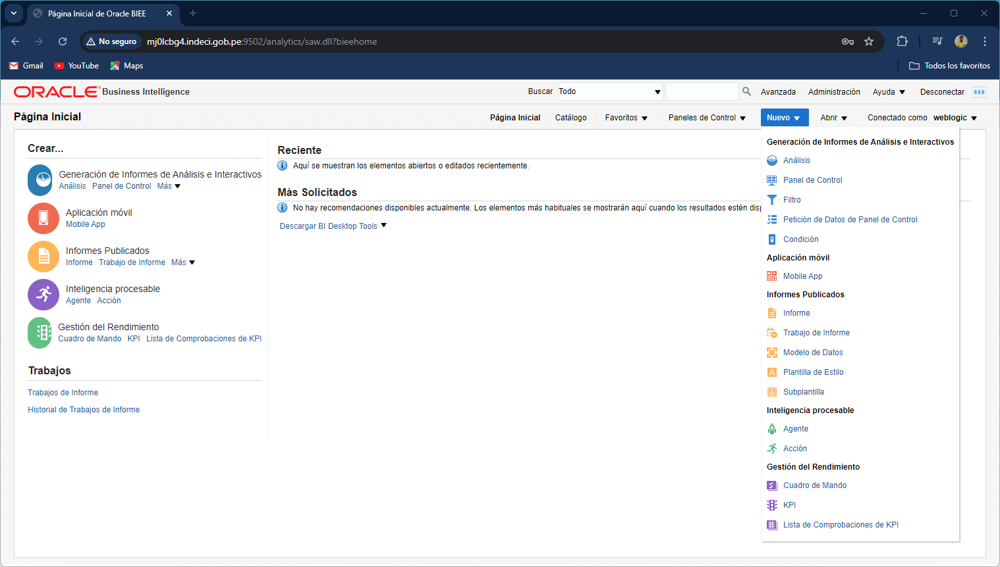 Página Inicial de Oracle BIEE
No seguro mj0lcbg4.indeci.gob.pe:9502/analytics/saw.dll?bieehome
Gmail YouTube Maps Todos los favoritos
ORACLE Business Intelligence Buscar Todo Avanzada Administración Ayuda Desconectar
Página Inicial Página Inicial Catálogo Favoritos Paneles de Control Nuevo Abrir Conectado como weblogic
Crear...
Generación de Informes de Análisis e Interactivos
Análisis Panel de Control Más
Aplicación móvil
Mobile App
Informes Publicados
Informe Trabajo de Informe Más
Inteligencia procesable
Agente Acción
Gestión del Rendimiento
Cuadro de Mando KPI Lista de Comprobaciones de KPI
Trabajos
Trabajos de Informe
Historial de Trabajos de Informe
Reciente
Aquí se muestran los elementos abiertos o editados recientemente.
Más Solicitados
No hay recomendaciones disponibles actualmente. Los elementos más habituales se mostrarán aquí cuando los resultados estén disp
Descargar BI Desktop Tools
Generación de Informes de Análisis e Interactivos
Análisis
Panel de Control
Filtro
Petición de Datos de Panel de Control
Condición
Aplicación móvil
Mobile App
Informes Publicados
Informe
Trabajo de Informe
Modelo de Datos
Plantilla de Estilo
Subplantilla
Inteligencia procesable
Agente
Acción
Gestión del Rendimiento
Cuadro de Mando
KPI
Lista de Comprobaciones de KPI